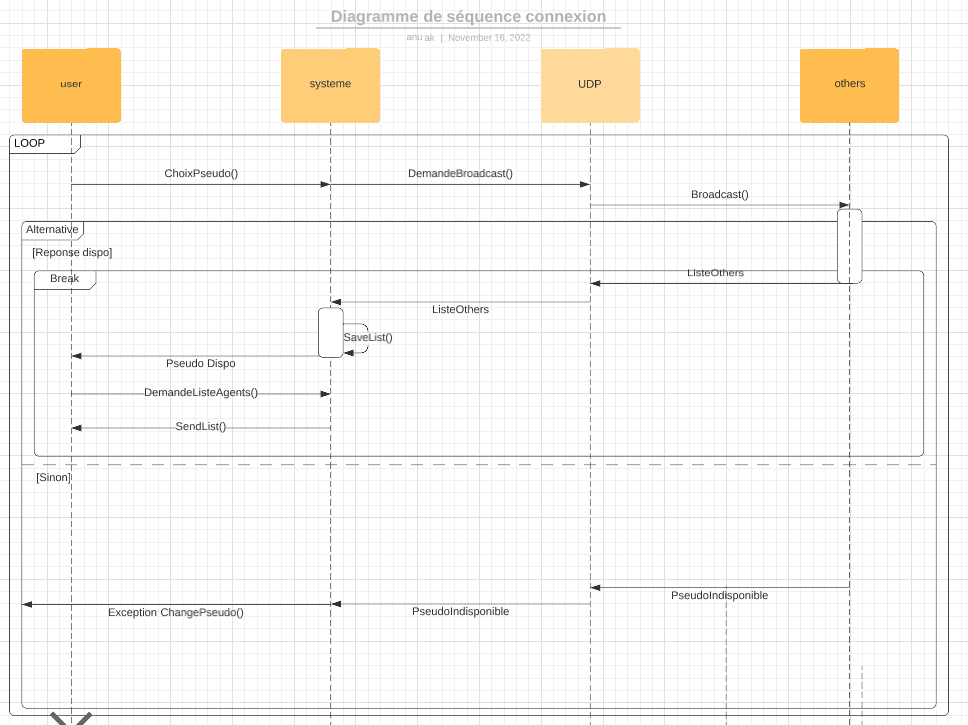 Diagramme de séquence connexion
anu ak | November 16, 2022
user
systeme
UDP
others
LOOP
ChoixPseudo()
DemandeBroadcast()
Broadcast()
Alternative
[Reponse dispo]
Break
ListeOthers
ListeOthers
SaveList()
Pseudo Dispo
DemandeListeAgents()
SendList()
[Sinon]
PseudoIndisponible
Exception ChangePseudo()
PseudoIndisponible